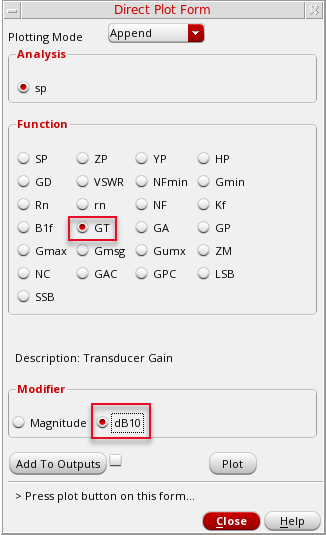 Direct Plot Form
Plotting Mode Append
Analysis
sp
Function
SP ZP YP HP
GD VSWR NFmin Gmin
Rn rn NF Kf
B1f GT GA GP
Gmax Gmsg Gumx ZM
NC GAC GPC LSB
SSB
Description: Transducer Gain
Modifier
Magnitude dB10
Add To Outputs Plot
> Press plot button on this form...
Close Help